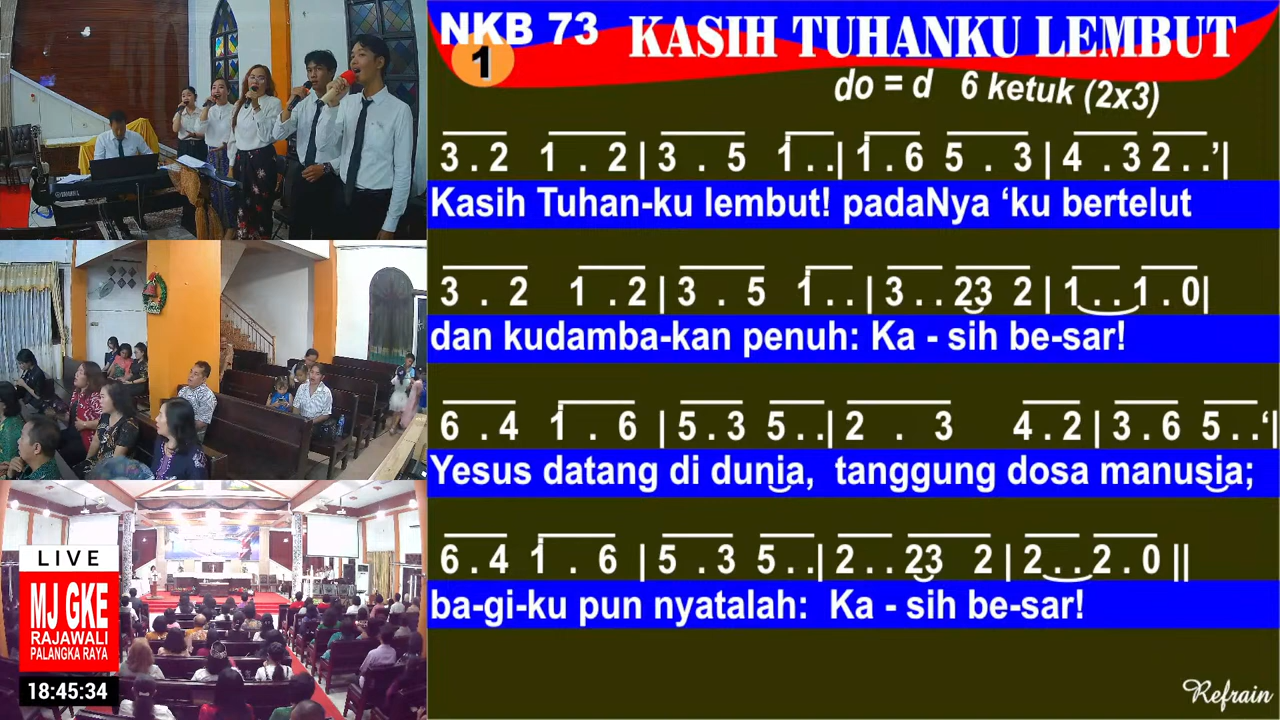 NKB 73
1
KASIH TUHANKU LEMBUT
do = d 6 ketuk (2x3)
3 . 2 1 . 2 | 3 . 5 1 . . | 1 . 6 5 . 3 | 4 . 3 2 . . ’ |
Kasih Tuhan-ku lembut! padaNya ‘ku bertelut
3 . 2 1 . 2 | 3 . 5 1 . . | 3 . . 23 2 | 1 . . 1 . 0 |
dan kudamba-kan penuh: Ka - sih be-sar!
6 . 4 1 . 6 | 5 . 3 5 . . | 2 . 3 4 . 2 | 3 . 6 5 . . ‘ |
Yesus datang di dunia, tanggung dosa manusia;
6 . 4 1 . 6 | 5 . 3 5 . . | 2 . . 23 2 | 2 . . 2 . 0 ||
ba-gi-ku pun nyatalah: Ka - sih be-sar!
Refrain
LIVE
MJ GKE
RAJAWALI
PALANGKA RAYA
18:45:34